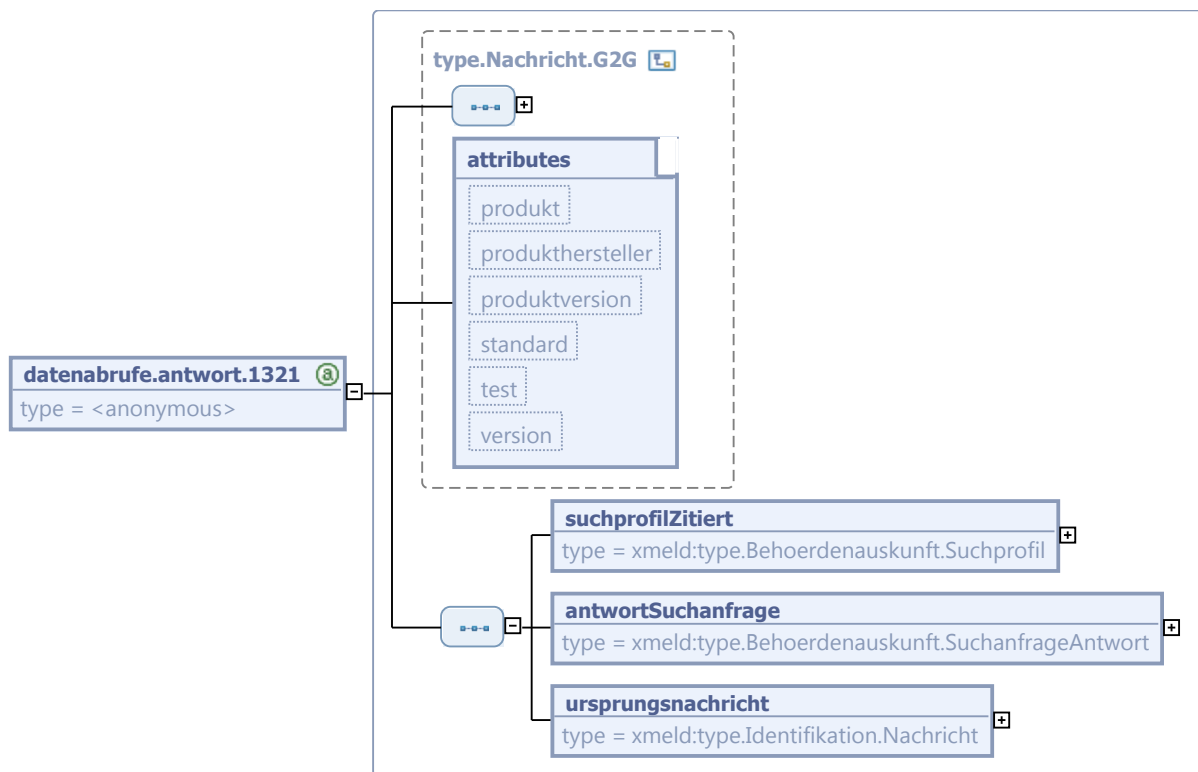 type.Nachricht.G2G
attributes
produkt
produkthersteller
produktversion
standard
test
version
datenabrufe.antwort.1321 a
type = <anonymous>
suchprofilZitiert
type = xmeld:type.Behoerdenauskunft.Suchprofil
antwortSuchanfrage
type = xmeld:type.Behoerdenauskunft.SuchanfrageAntwort
ursprungsnachricht
type = xmeld:type.Identifikation.Nachricht